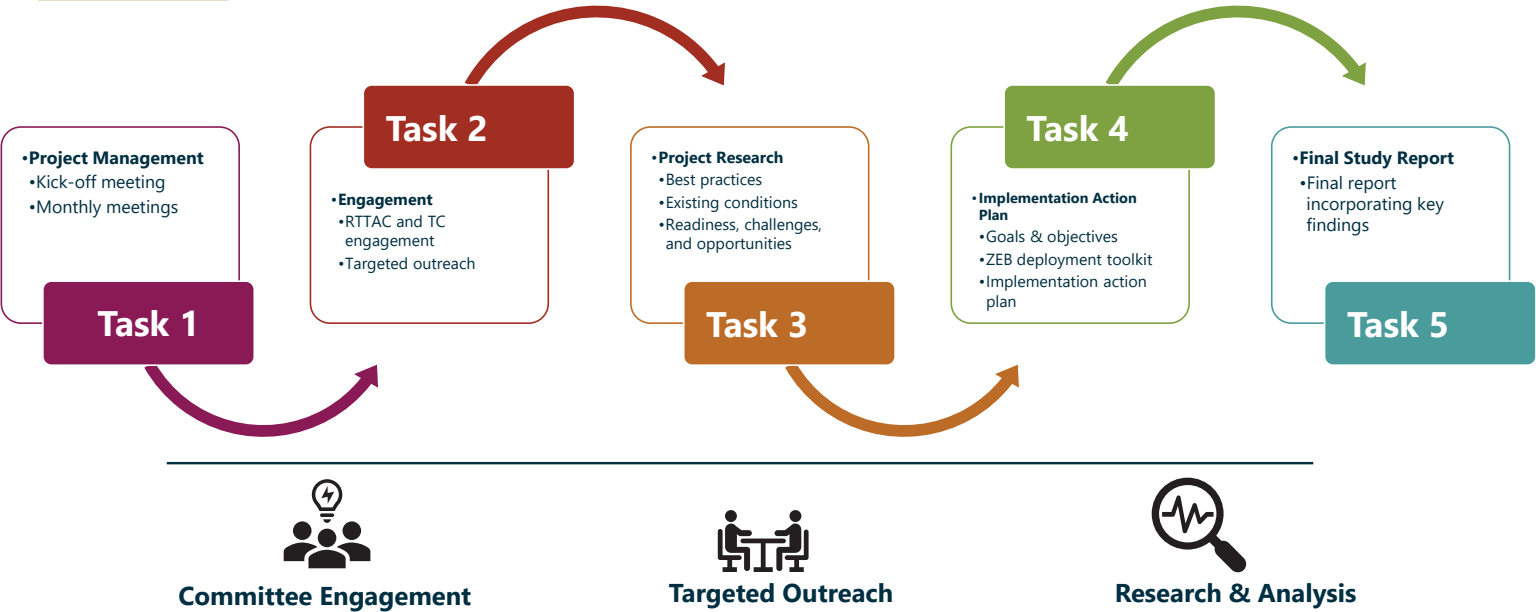 •Project Management
•Kick-off meeting
•Monthly meetings
Task 1
Task 2
•Engagement
•RTTAC and TC
engagement
•Targeted outreach
•Project Research
•Best practices
•Existing conditions
•Readiness, challenges,
and opportunities
Task 3
Task 4
•Implementation Action
Plan
•Goals & objectives
•ZEB deployment toolkit
•Implementation action
plan
•Final Study Report
•Final report
incorporating key
findings
Task 5
Committee Engagement
Targeted Outreach
Research & Analysis